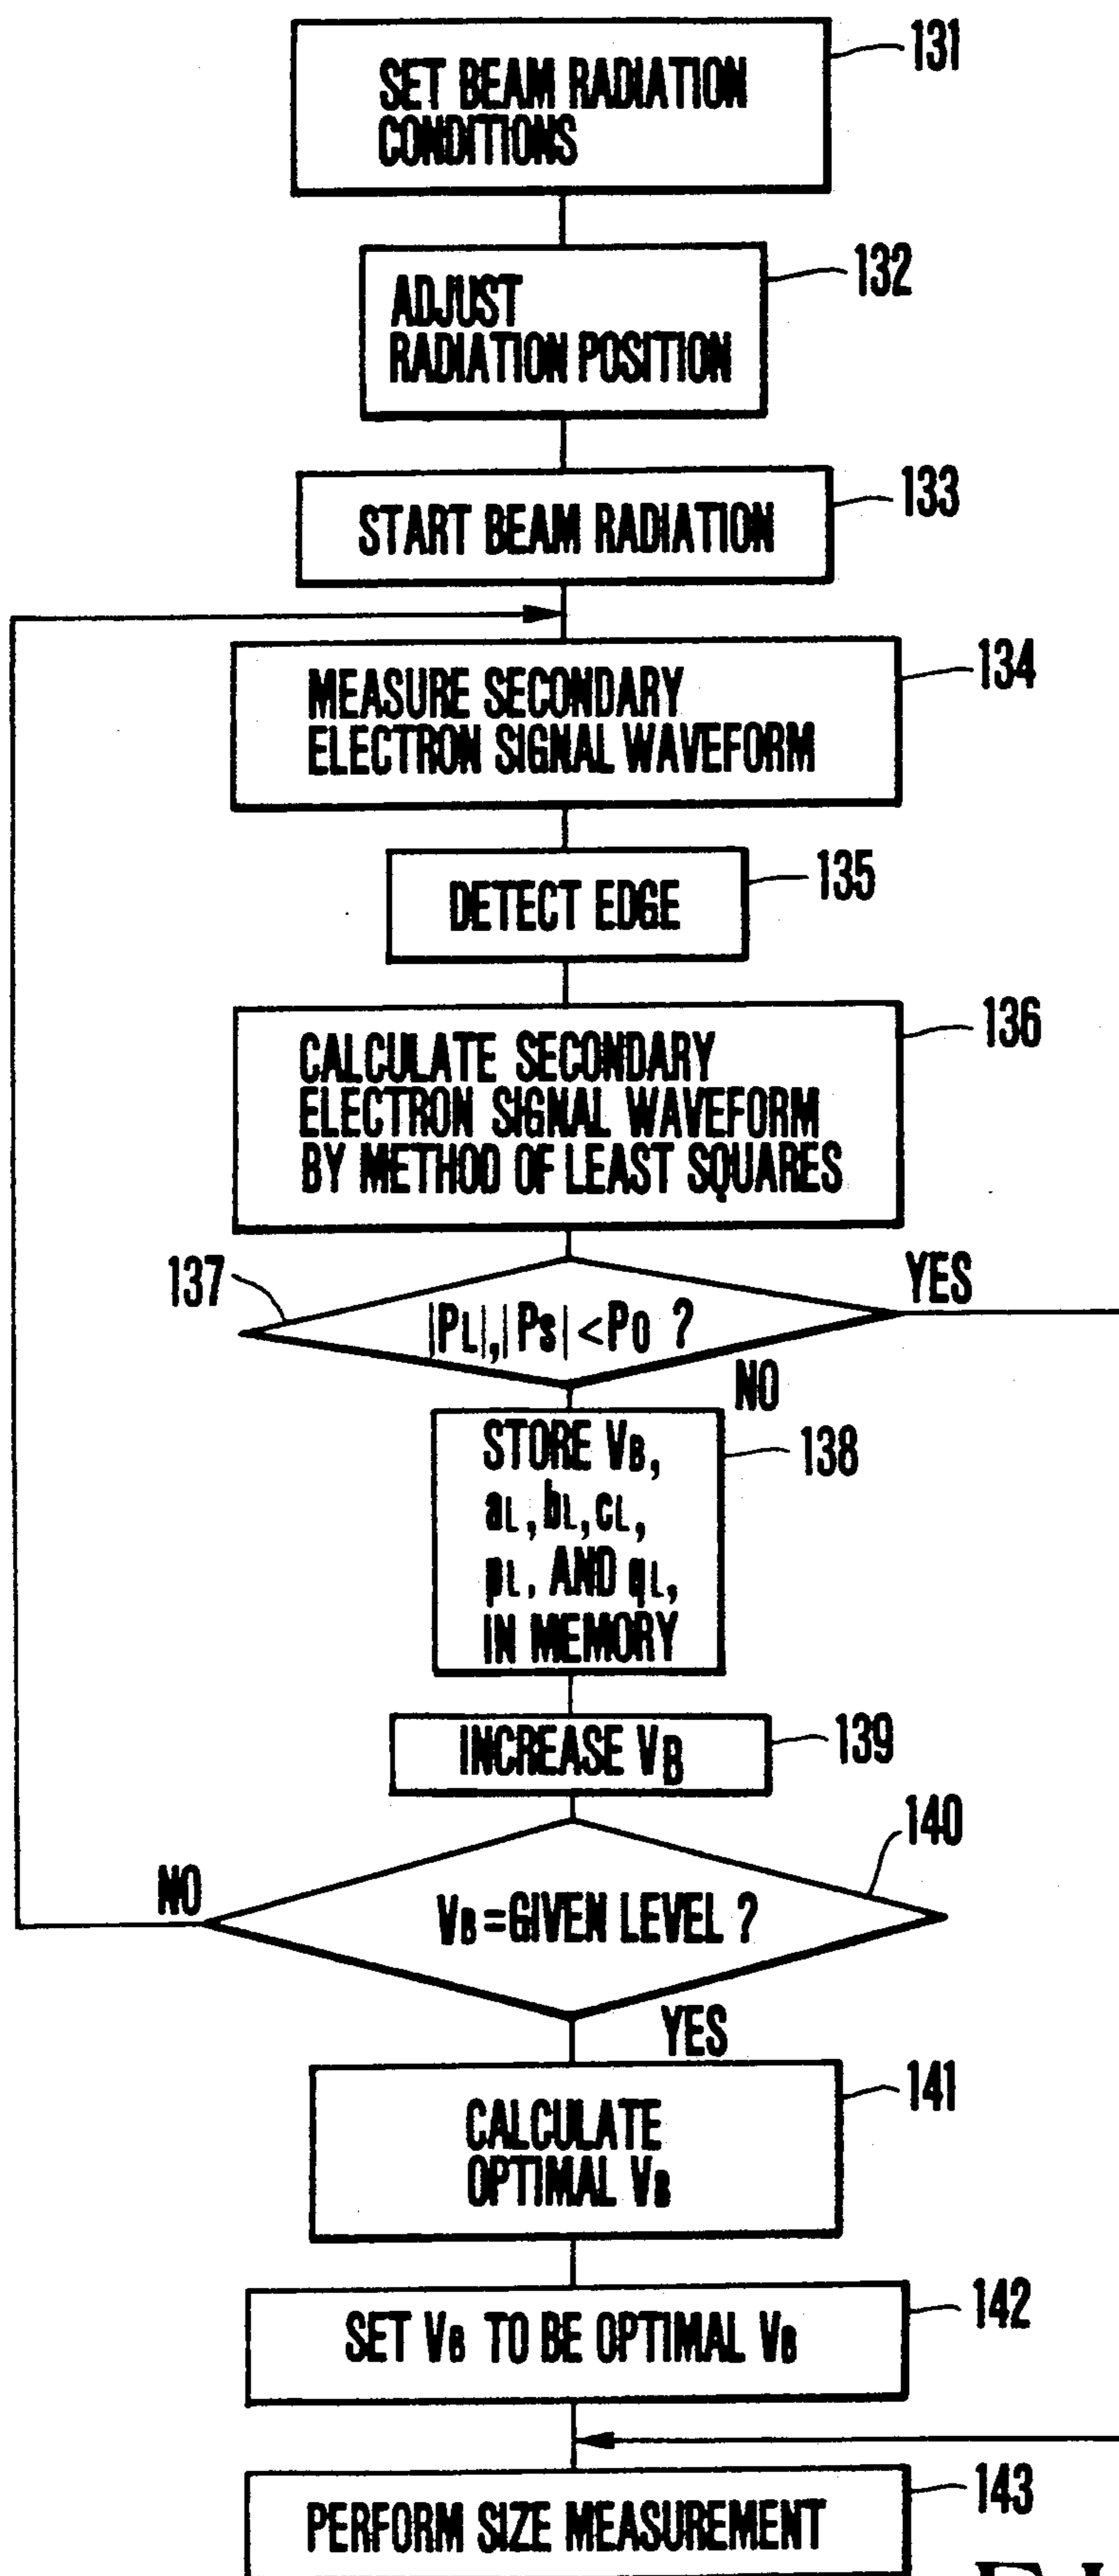 SET BEAM RADIATION
CONDITIONS
131
ADJUST
RADIATION POSITION
132
START BEAM RADIATION
133
MEASURE SECONDARY
ELECTRON SIGNAL WAVEFORM
134
DETECT EDGE
135
CALCULATE SECONDARY
ELECTRON SIGNAL WAVEFORM
BY METHOD OF LEAST SQUARES
136
137
|PL|,|PS| <PO ?
YES
NO
STORE VB,
aL, bL, cL,
pL, AND qL,
IN MEMORY
138
INCREASE VB
139
140
NO
VB=GIVEN LEVEL ?
YES
CALCULATE
OPTIMAL VB
141
SET VB TO BE OPTIMAL VB
142
PERFORM SIZE MEASUREMENT
143